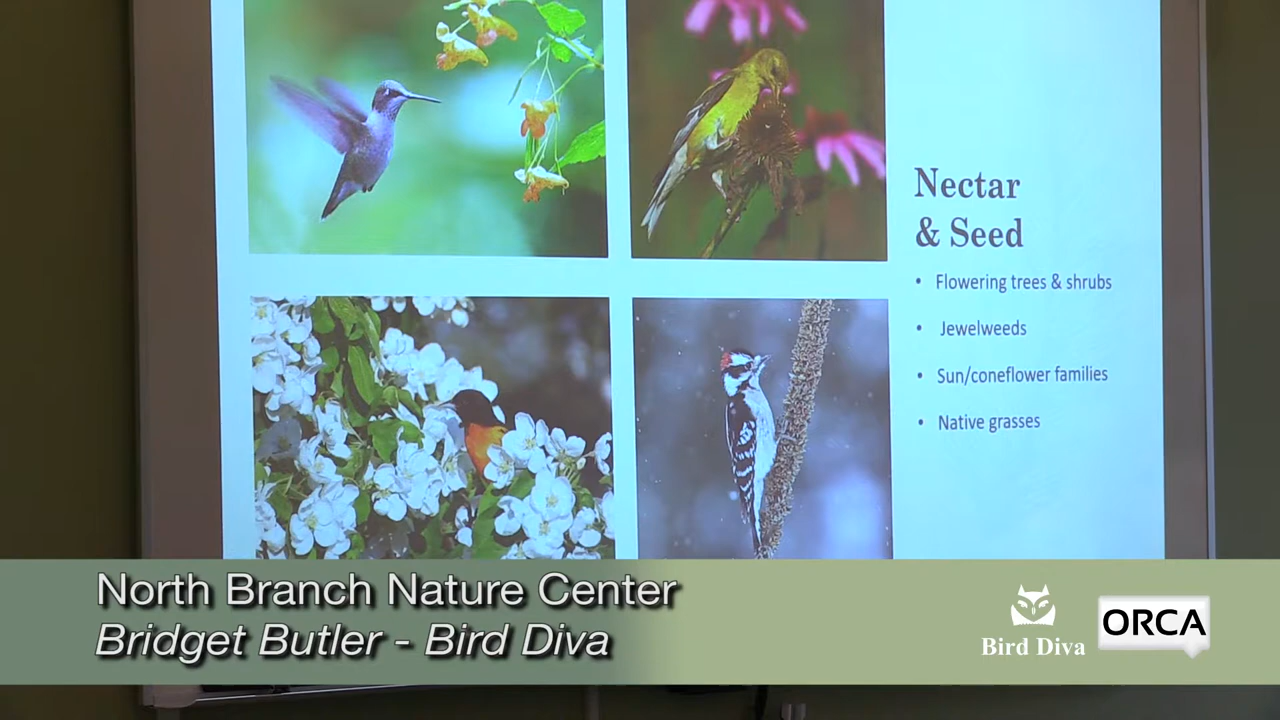 Nectar
& Seed
• Flowering trees & shrubs
• Jewelweeds
• Sun/coneflower families
• Native grasses
North Branch Nature Center
Bridget Butler - Bird Diva
Bird Diva
ORCA